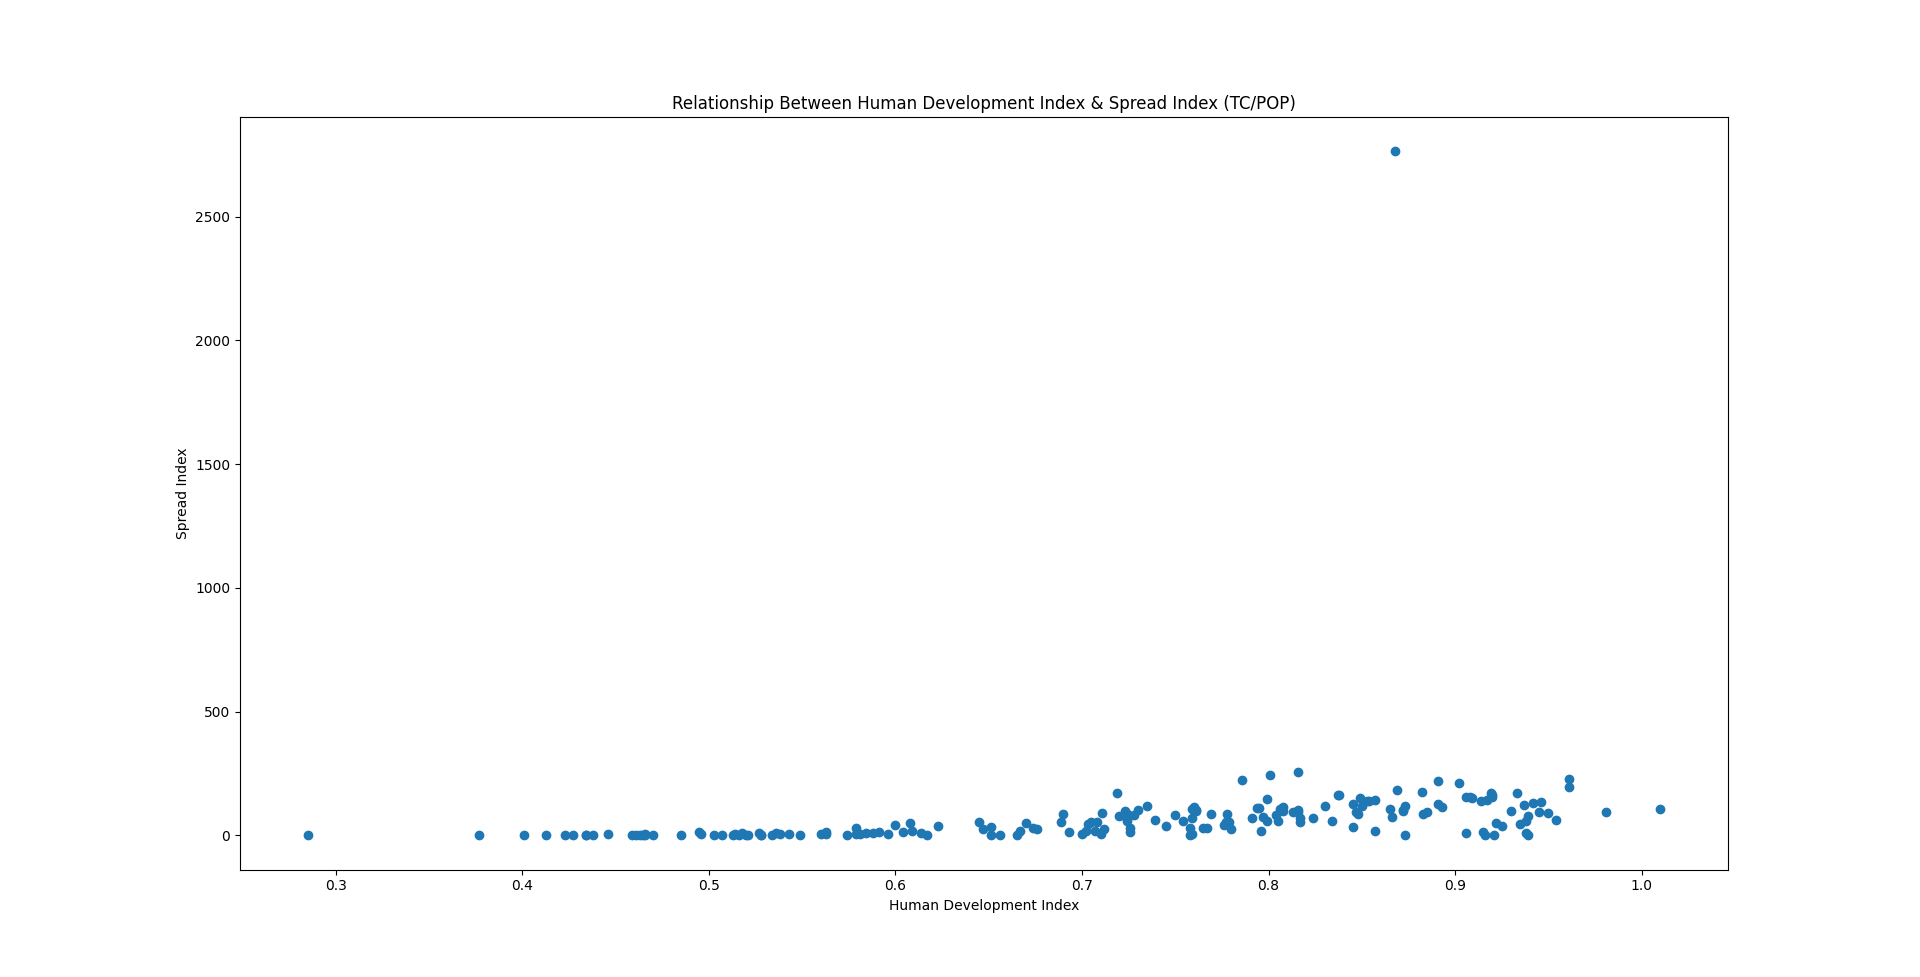 Relationship Between Human Development Index & Spread Index (TC/POP)
2500
2000
1500
1000
500
0
Spread Index
0.3 0.4 0.5 0.6 0.7 0.8 0.9 1.0
Human Development Index